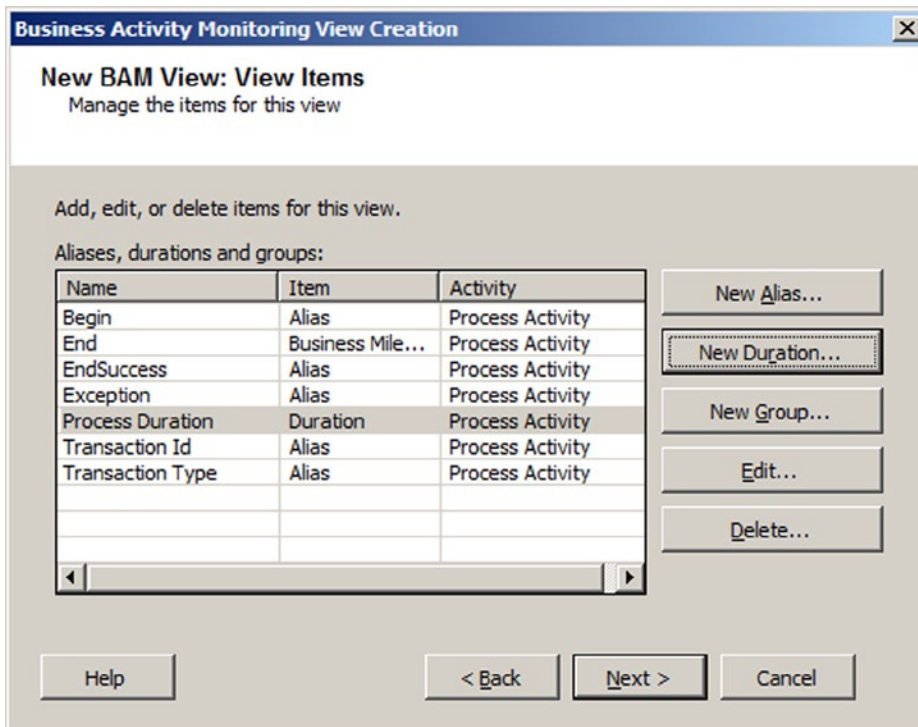 Business Activity Monitoring View Creation
New BAM View: View Items
Manage the items for this view
Add, edit, or delete items for this view.
Aliases, durations and groups:
Name Item Activity
Begin Alias Process Activity
End Business Mile... Process Activity
EndSuccess Alias Process Activity
Exception Alias Process Activity
Process Duration Duration Process Activity
Transaction Id Alias Process Activity
Transaction Type Alias Process Activity
New Alias...
New Duration...
New Group...
Edit...
Delete...
Help < Back Next > Cancel